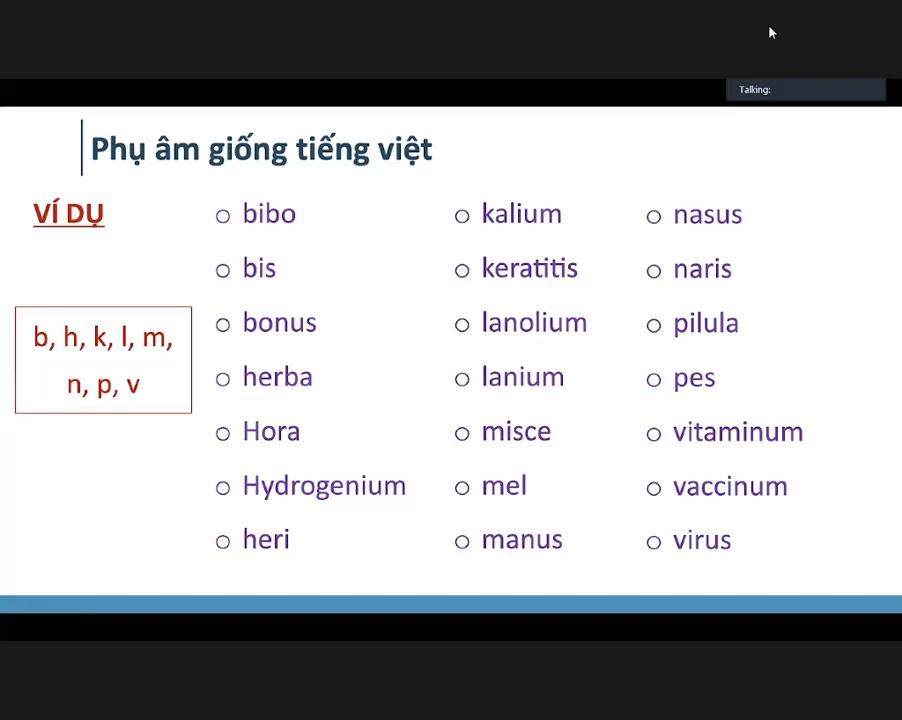 Talking:
Phụ âm giống tiếng việt
VÍ DỤ
b, h, k, l, m,
n, p, v
bibo
bis
bonus
herba
Hora
Hydrogenium
heri
kalium
keratitis
lanolium
lanium
misce
mel
manus
nasus
naris
pilula
pes
vitaminum
vaccinum
virus